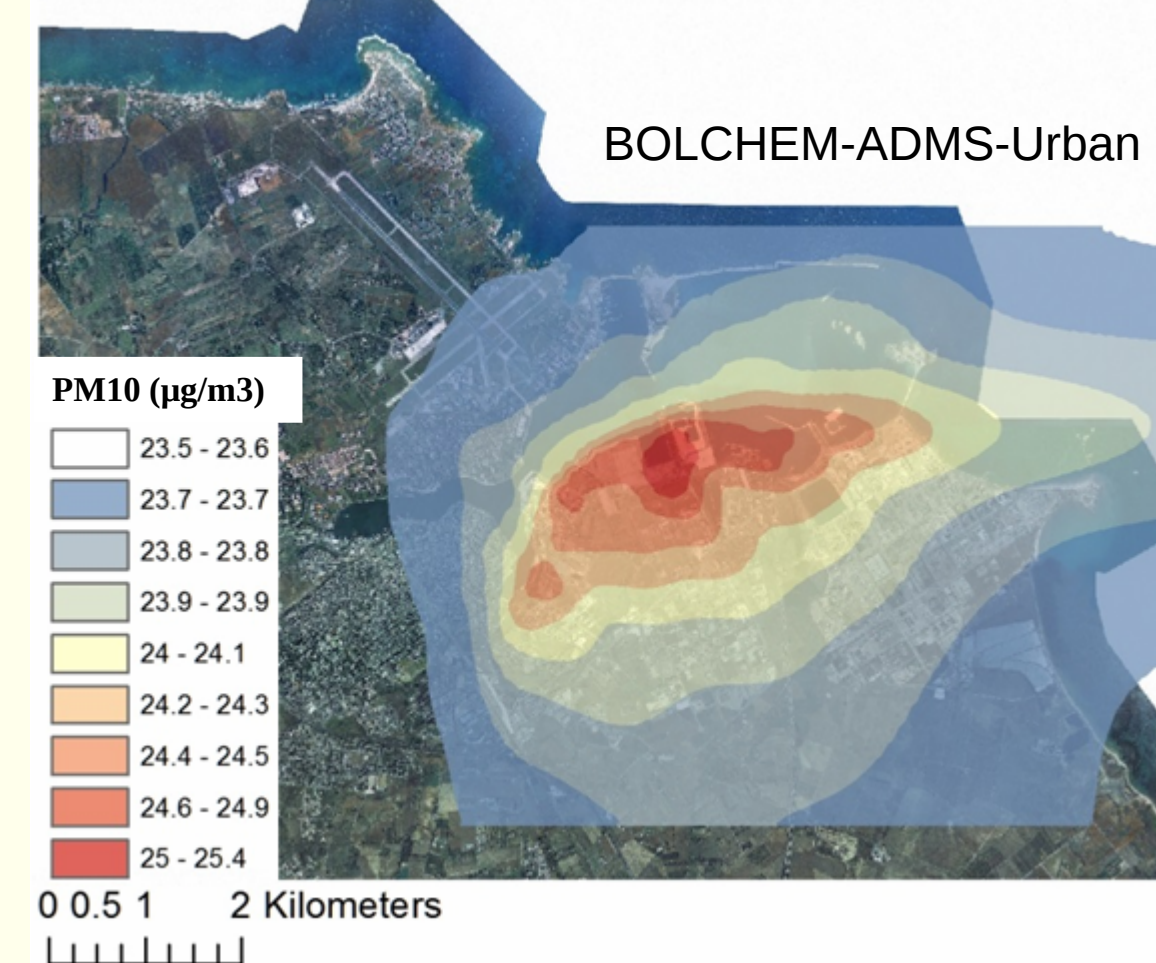 BOLCHEM-ADMS-Urban
PM10 (µg/m3)
23.5 - 23.6
23.7 - 23.7
23.8 - 23.8
23.9 - 23.9
24 - 24.1
24.2 - 24.3
24.4 - 24.5
24.6 - 24.9
25 - 25.4
0 0.5 1 2 Kilometers